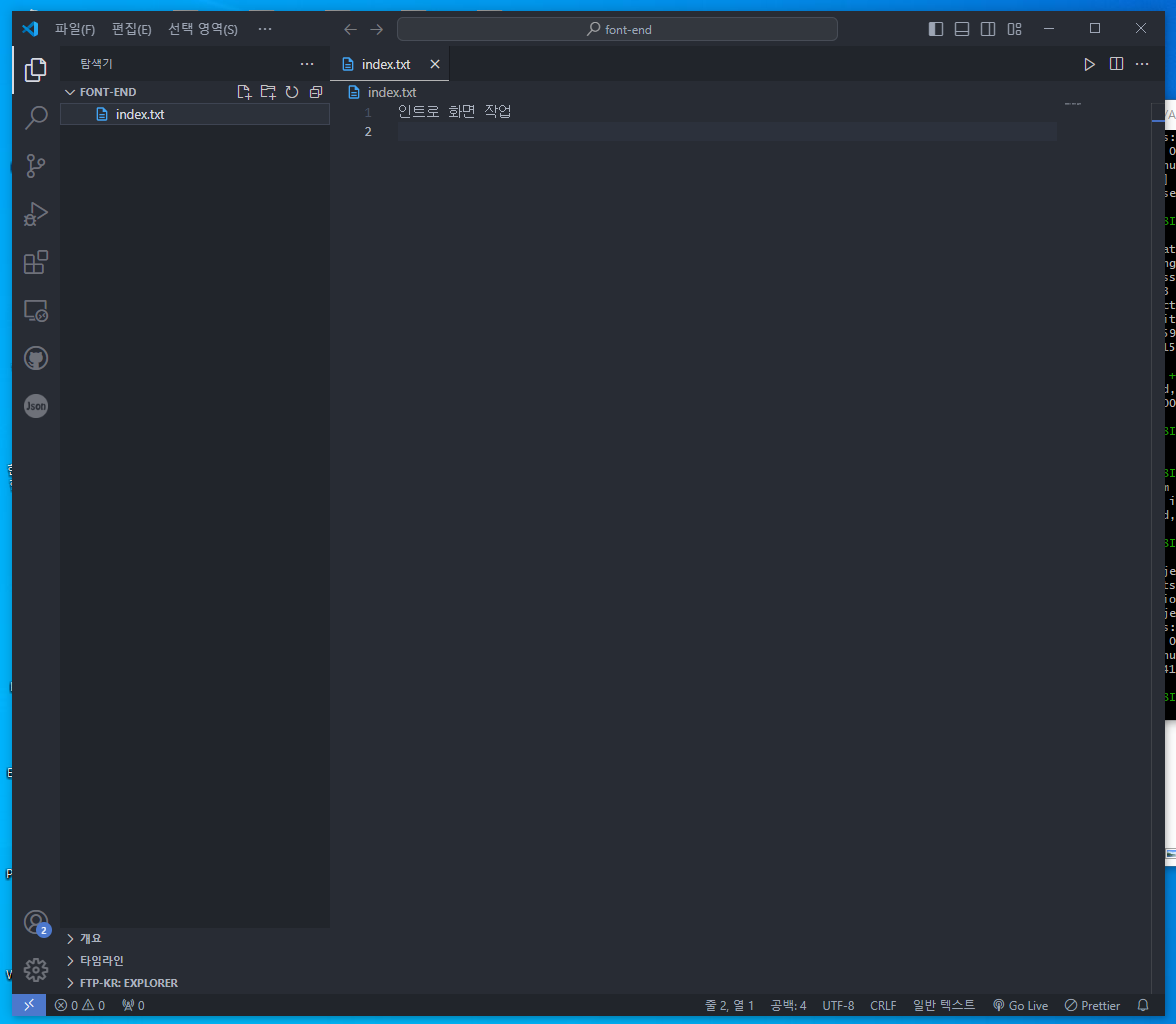 파일(F) 편집(E) 선택 영역(S) ··· font-end
탐색기 ··· index.txt
FONT-END
index.txt
index.txt
1 인트로 화면 작업
2
Json
2
개요
타임라인
FTP-KR: EXPLORER
0 0 0 줄 2, 열 1 공백: 4 UTF-8 CRLF 일반 텍스트 Go Live Prettier